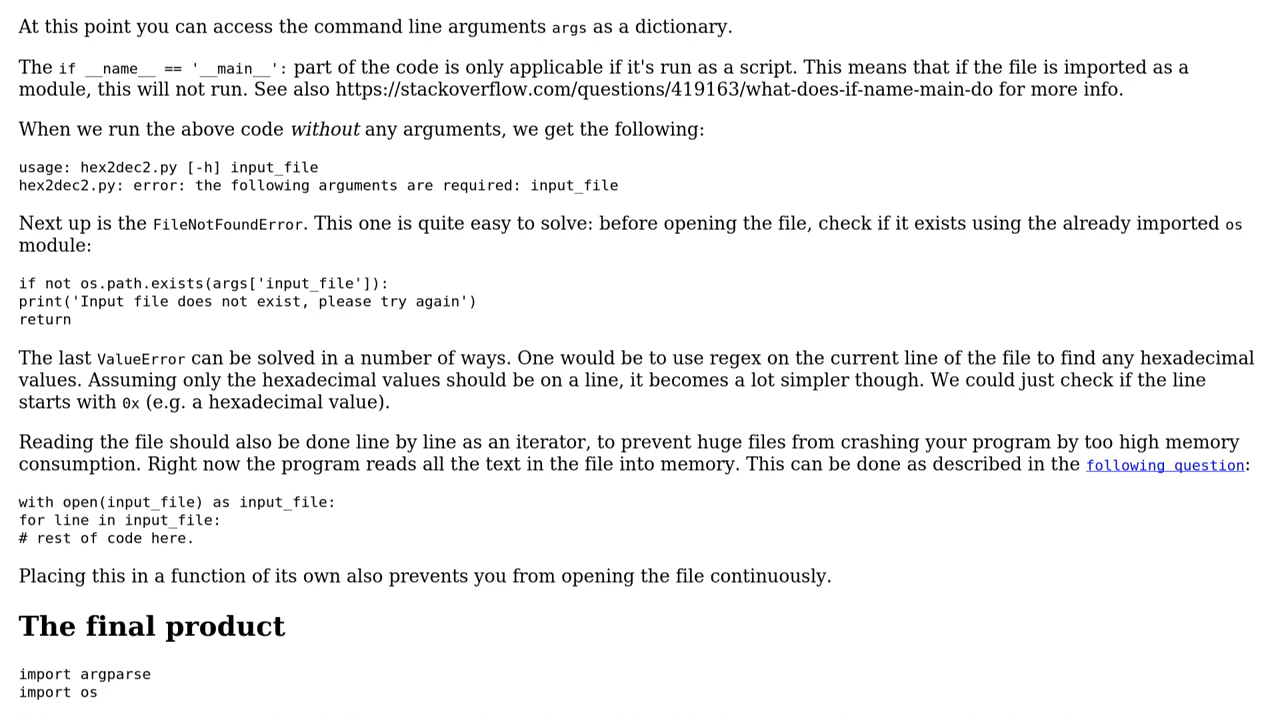 At this point you can access the command line arguments args as a dictionary.
The if __name__ == '__main__': part of the code is only applicable if it's run as a script. This means that if the file is imported as a
module, this will not run. See also https://stackoverflow.com/questions/419163/what-does-if-name-main-do for more info.
When we run the above code without any arguments, we get the following:
usage: hex2dec2.py [-h] input_file
hex2dec2.py: error: the following arguments are required: input_file
Next up is the FileNotFoundError. This one is quite easy to solve: before opening the file, check if it exists using the already imported os
module:
if not os.path.exists(args['input_file']):
print('Input file does not exist, please try again')
return
The last ValueError can be solved in a number of ways. One would be to use regex on the current line of the file to find any hexadecimal
values. Assuming only the hexadecimal values should be on a line, it becomes a lot simpler though. We could just check if the line
starts with 0x (e.g. a hexadecimal value).
Reading the file should also be done line by line as an iterator, to prevent huge files from crashing your program by too high memory
consumption. Right now the program reads all the text in the file into memory. This can be done as described in the following question:
with open(input_file) as input_file:
for line in input_file:
# rest of code here.
Placing this in a function of its own also prevents you from opening the file continuously.
The final product
import argparse
import os